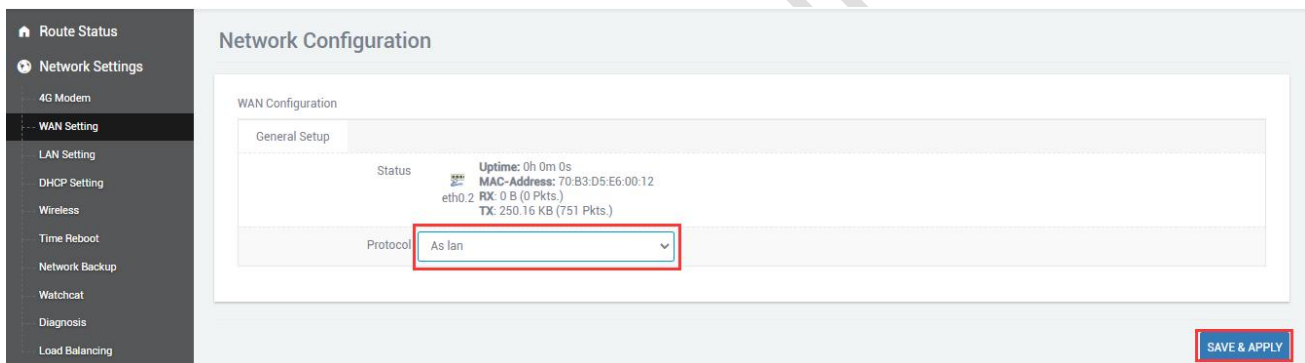 Route Status
Network Settings
4G Modem
WAN Setting
LAN Setting
DHCP Setting
Wireless
Time Reboot
Network Backup
Watchcat
Diagnosis
Load Balancing
Network Configuration
WAN Configuration
General Setup
Status
eth0.2
Uptime: 0h 0m 0s
MAC-Address: 70:B3:D5:E6:00:12
RX: 0 B (0 Pkts.)
TX: 250.16 KB (751 Pkts.)
Protocol
As lan
SAVE & APPLY